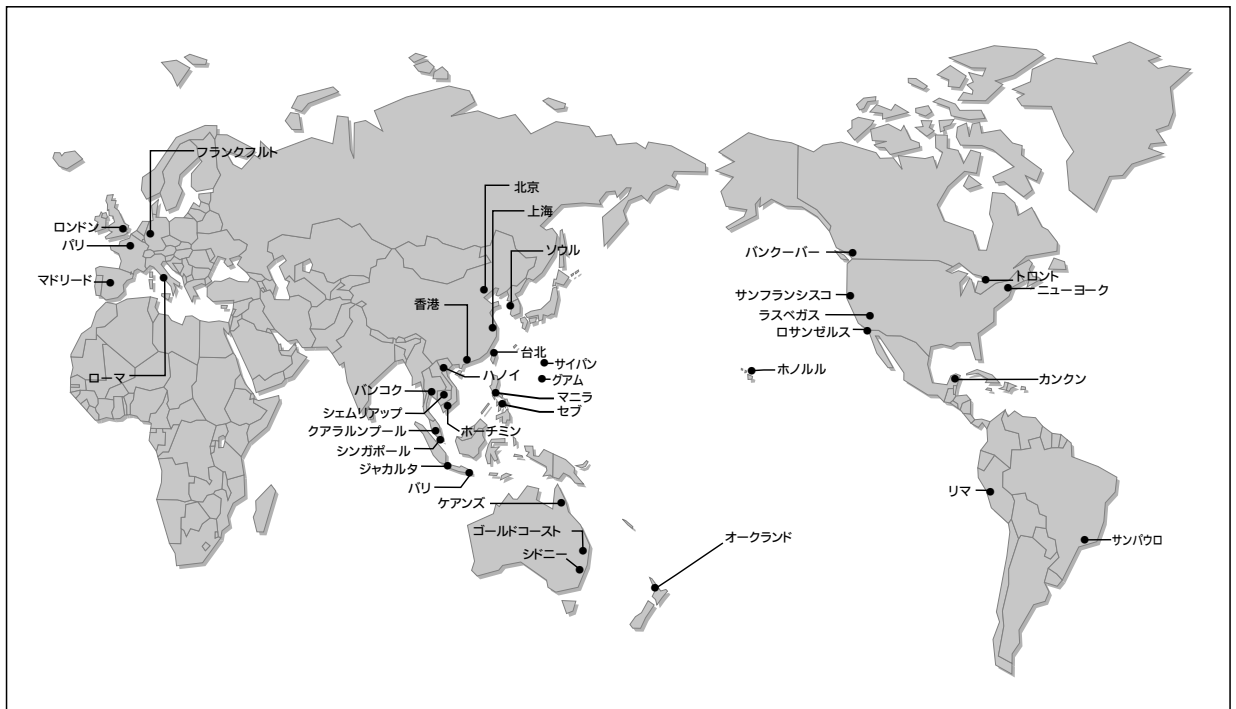 フランクフルト
北京
上海
ロンドン
パリ
ソウル
バンクーバー
マドリード
トロント
ニューヨーク
香港
サンフランシスコ
ラスベガス
ロサンゼルス
台北
サイパン
ホノルル
ローマ
ハノイ
グアム
カンクン
バンコク
マニラ
シェムリアップ
セブ
クアラルンプール
ホーチミン
シンガポール
ジャカルタ
バリ
リマ
ケアンズ
ゴールドコースト
オークランド
サンパウロ
シドニー